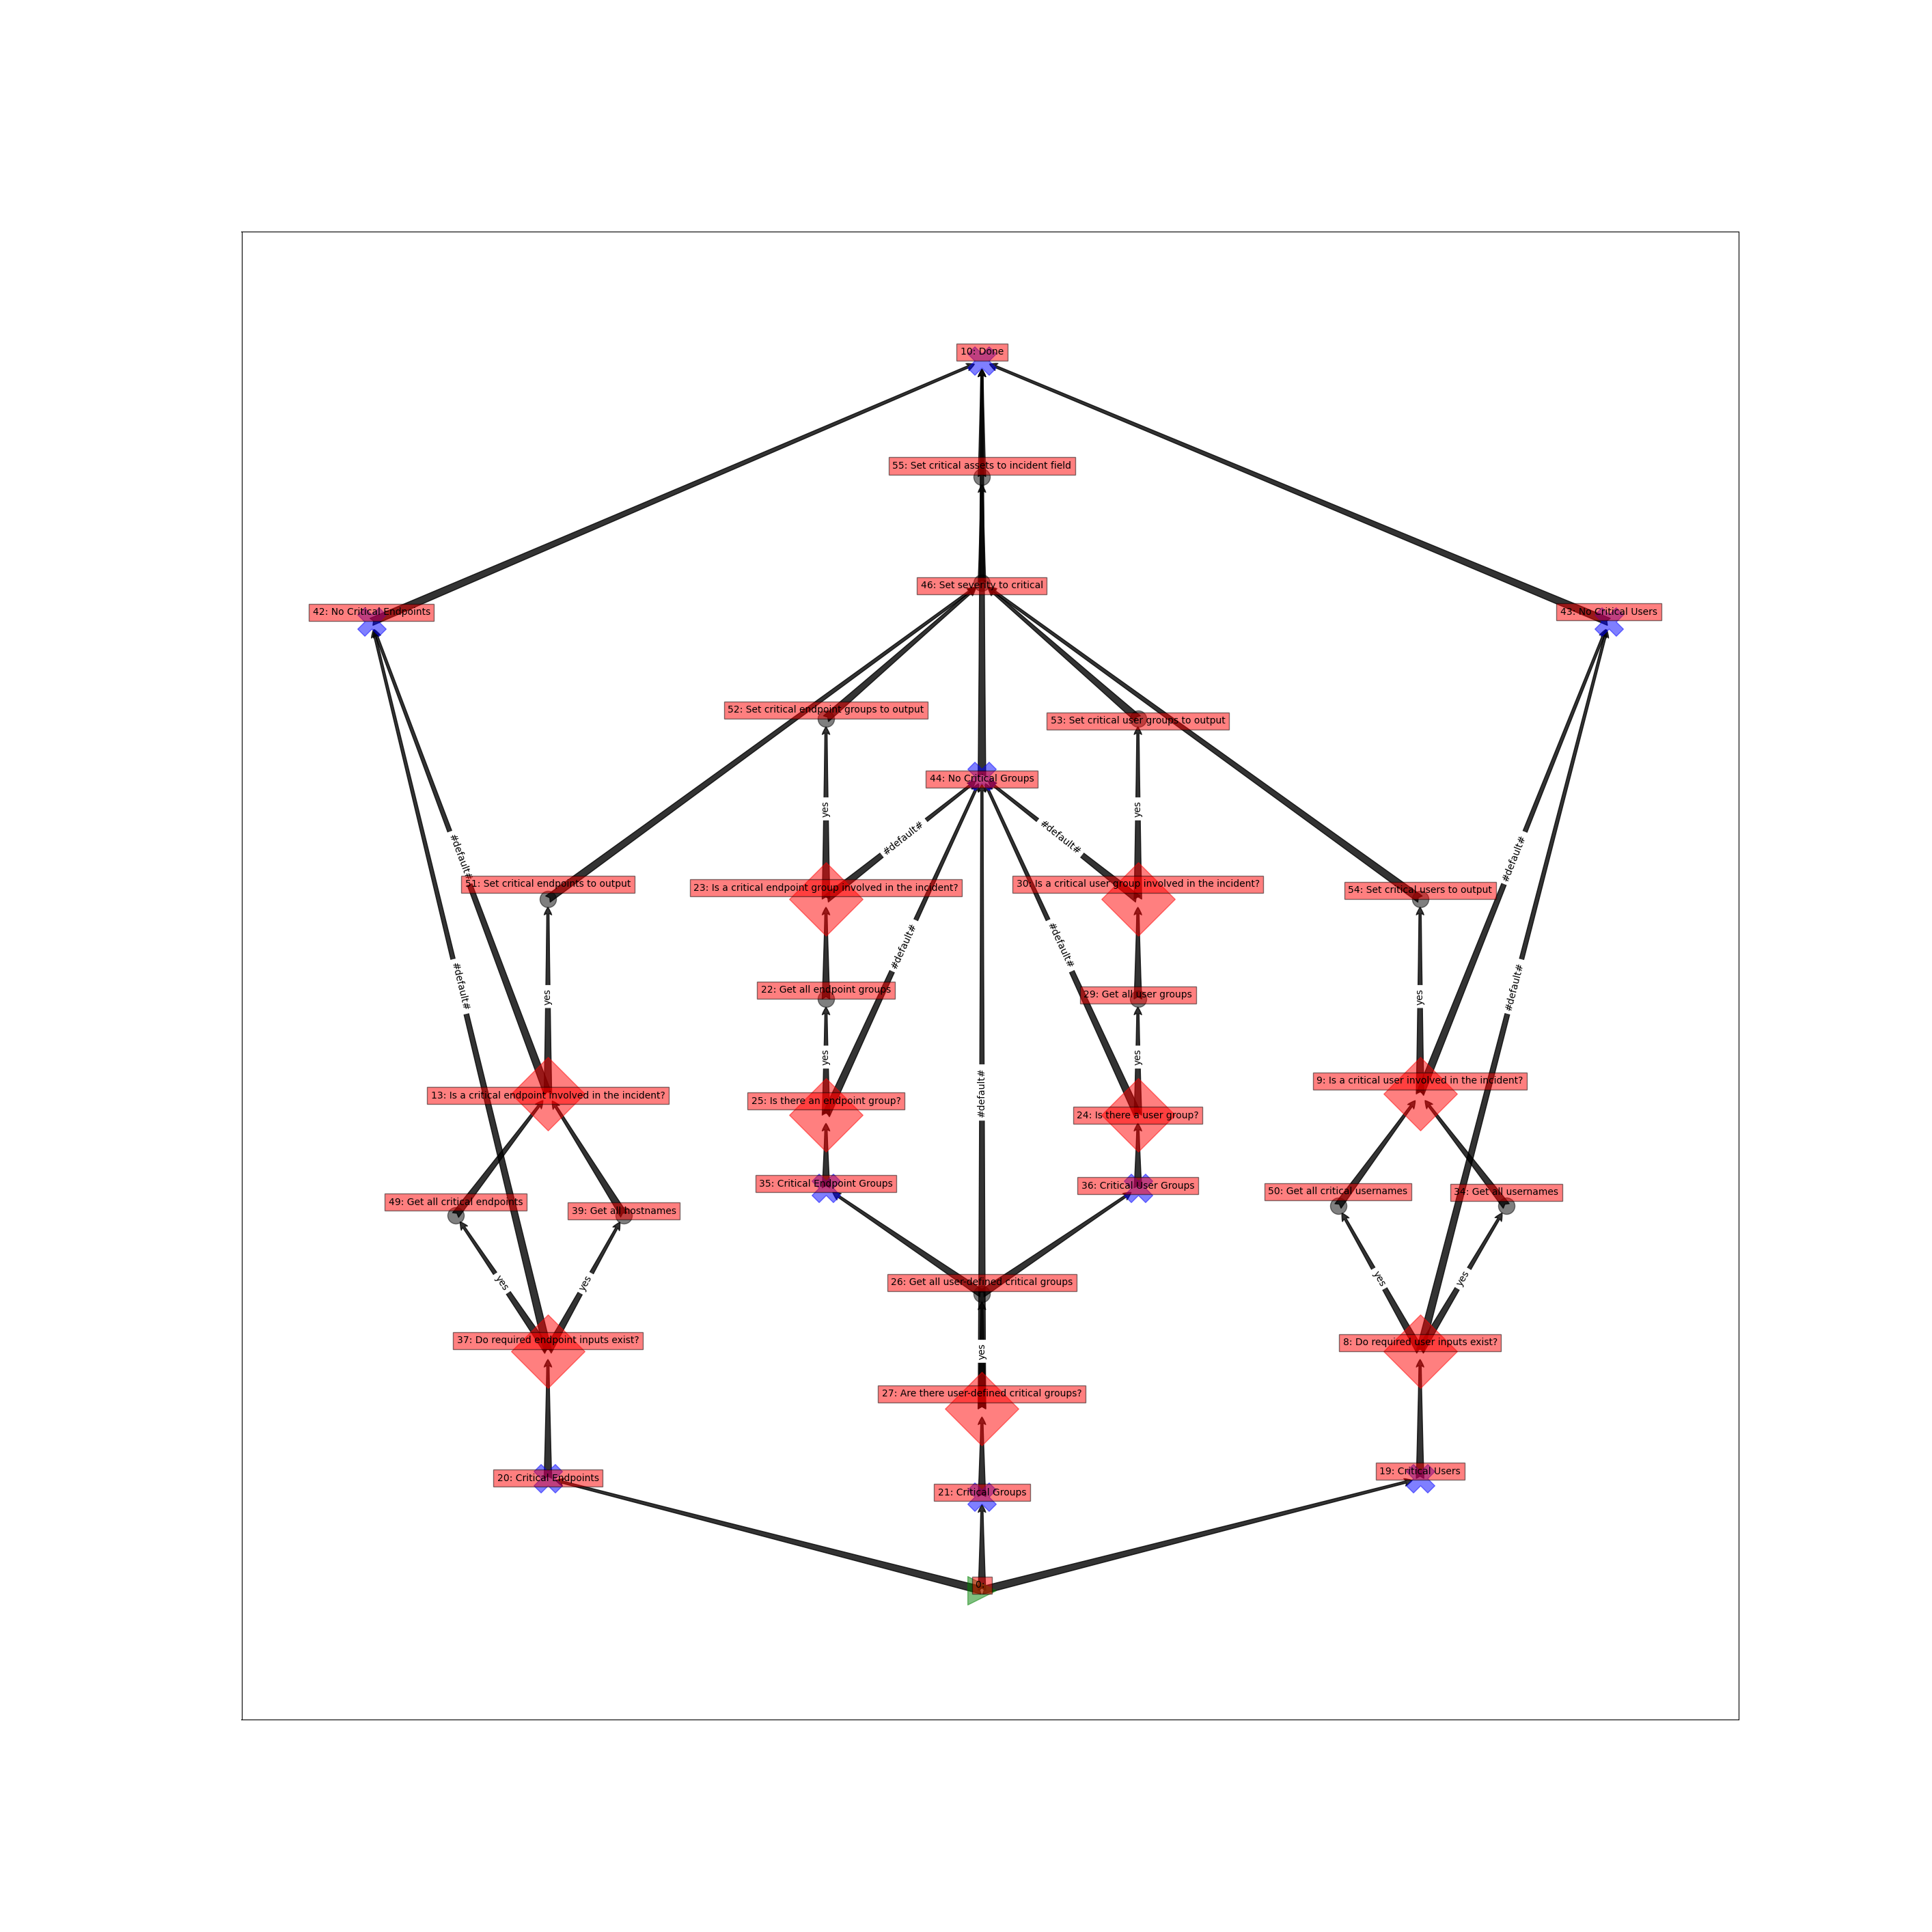 10: Done
55: Set critical assets to incident field
46: Set severity to critical
42: No Critical Endpoints
43: No Critical Users
52: Set critical endpoint groups to output
53: Set critical user groups to output
44: No Critical Groups
yes
yes
#default#
#default#
#default#
#default#
51: Set critical endpoints to output
23: Is a critical endpoint group involved in the incident?
30: Is a critical user group involved in the incident?
54: Set critical users to output
#default#
#default#
#default#
#default#
22: Get all endpoint groups
29: Get all user groups
yes
yes
yes
yes
#default#
13: Is a critical endpoint involved in the incident?
25: Is there an endpoint group?
24: Is there a user group?
9: Is a critical user involved in the incident?
35: Critical Endpoint Groups
36: Critical User Groups
49: Get all critical endpoints
39: Get all hostnames
50: Get all critical usernames
34: Get all usernames
yes
yes
26: Get all user-defined critical groups
yes
yes
37: Do required endpoint inputs exist?
yes
8: Do required user inputs exist?
27: Are there user-defined critical groups?
20: Critical Endpoints
21: Critical Groups
19: Critical Users
0: